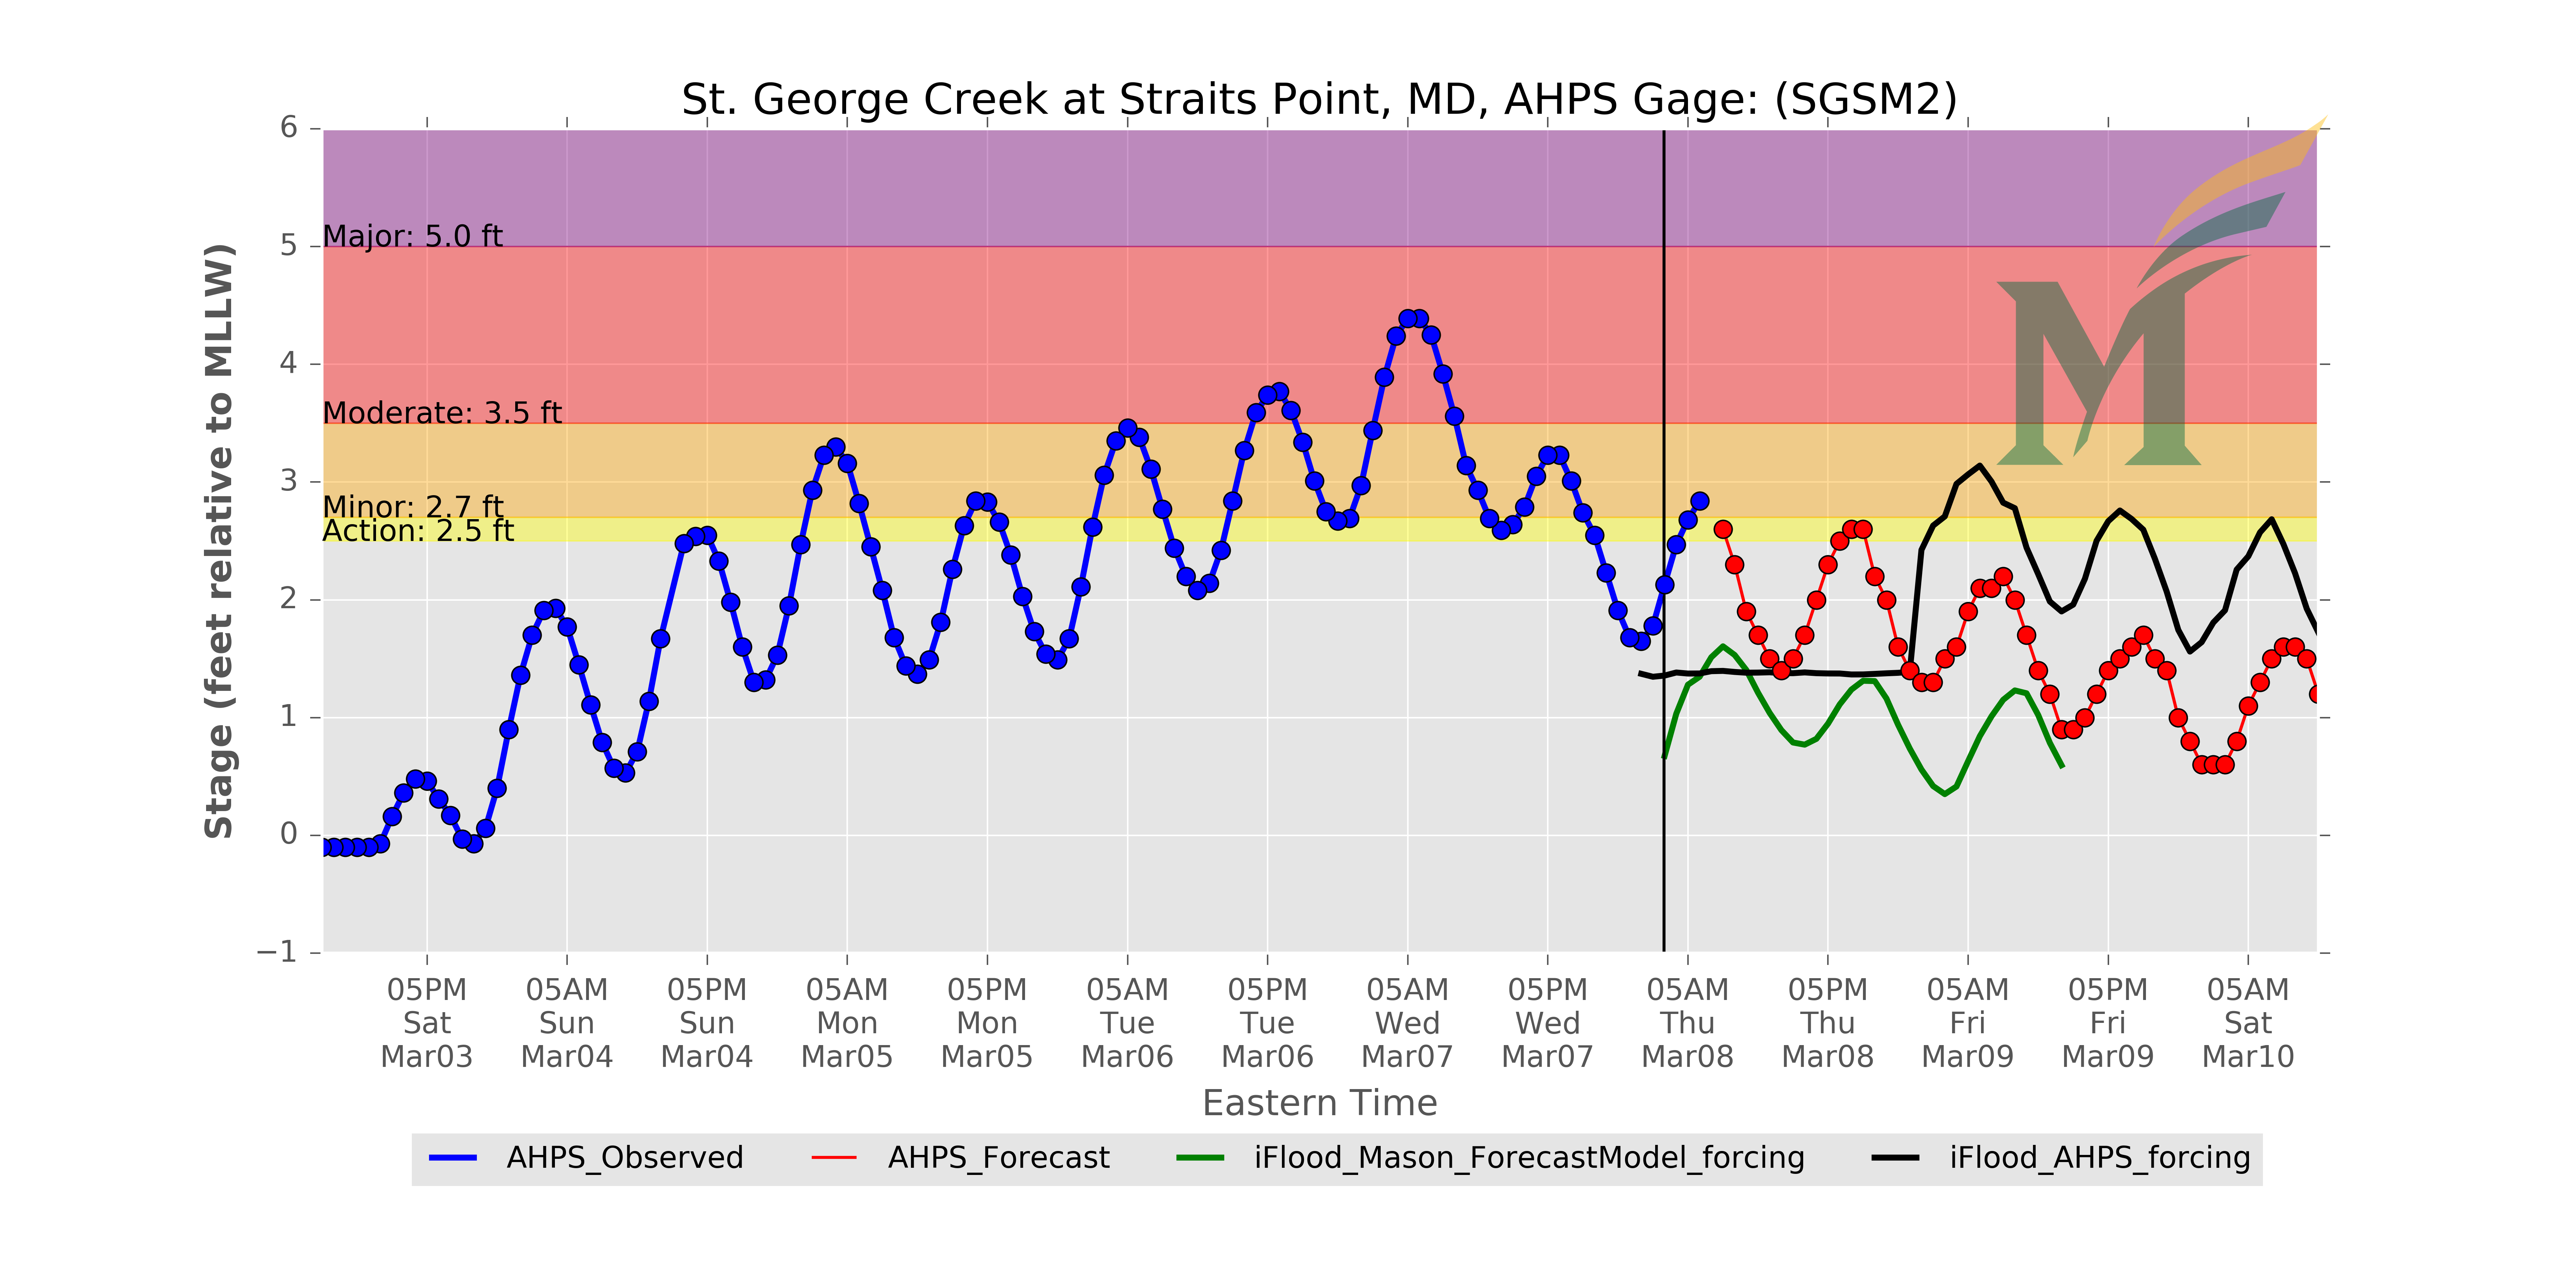 St. George Creek at Straits Point, MD, AHPS Gage: (SGSM2)
Stage (feet relative to MLLW)
6
5
4
3
2
1
0
−1
Major: 5.0 ft
Moderate: 3.5 ft
Minor: 2.7 ft
Action: 2.5 ft
M
05PM Sat Mar03
05AM Sun Mar04
05PM Sun Mar04
05AM Mon Mar05
05PM Mon Mar05
05AM Tue Mar06
05PM Tue Mar06
05AM Wed Mar07
05PM Wed Mar07
05AM Thu Mar08
05PM Thu Mar08
05AM Fri Mar09
05PM Fri Mar09
05AM Sat Mar10
Eastern Time
AHPS_Observed
AHPS_Forecast
iFlood_Mason_ForecastModel_forcing
iFlood_AHPS_forcing